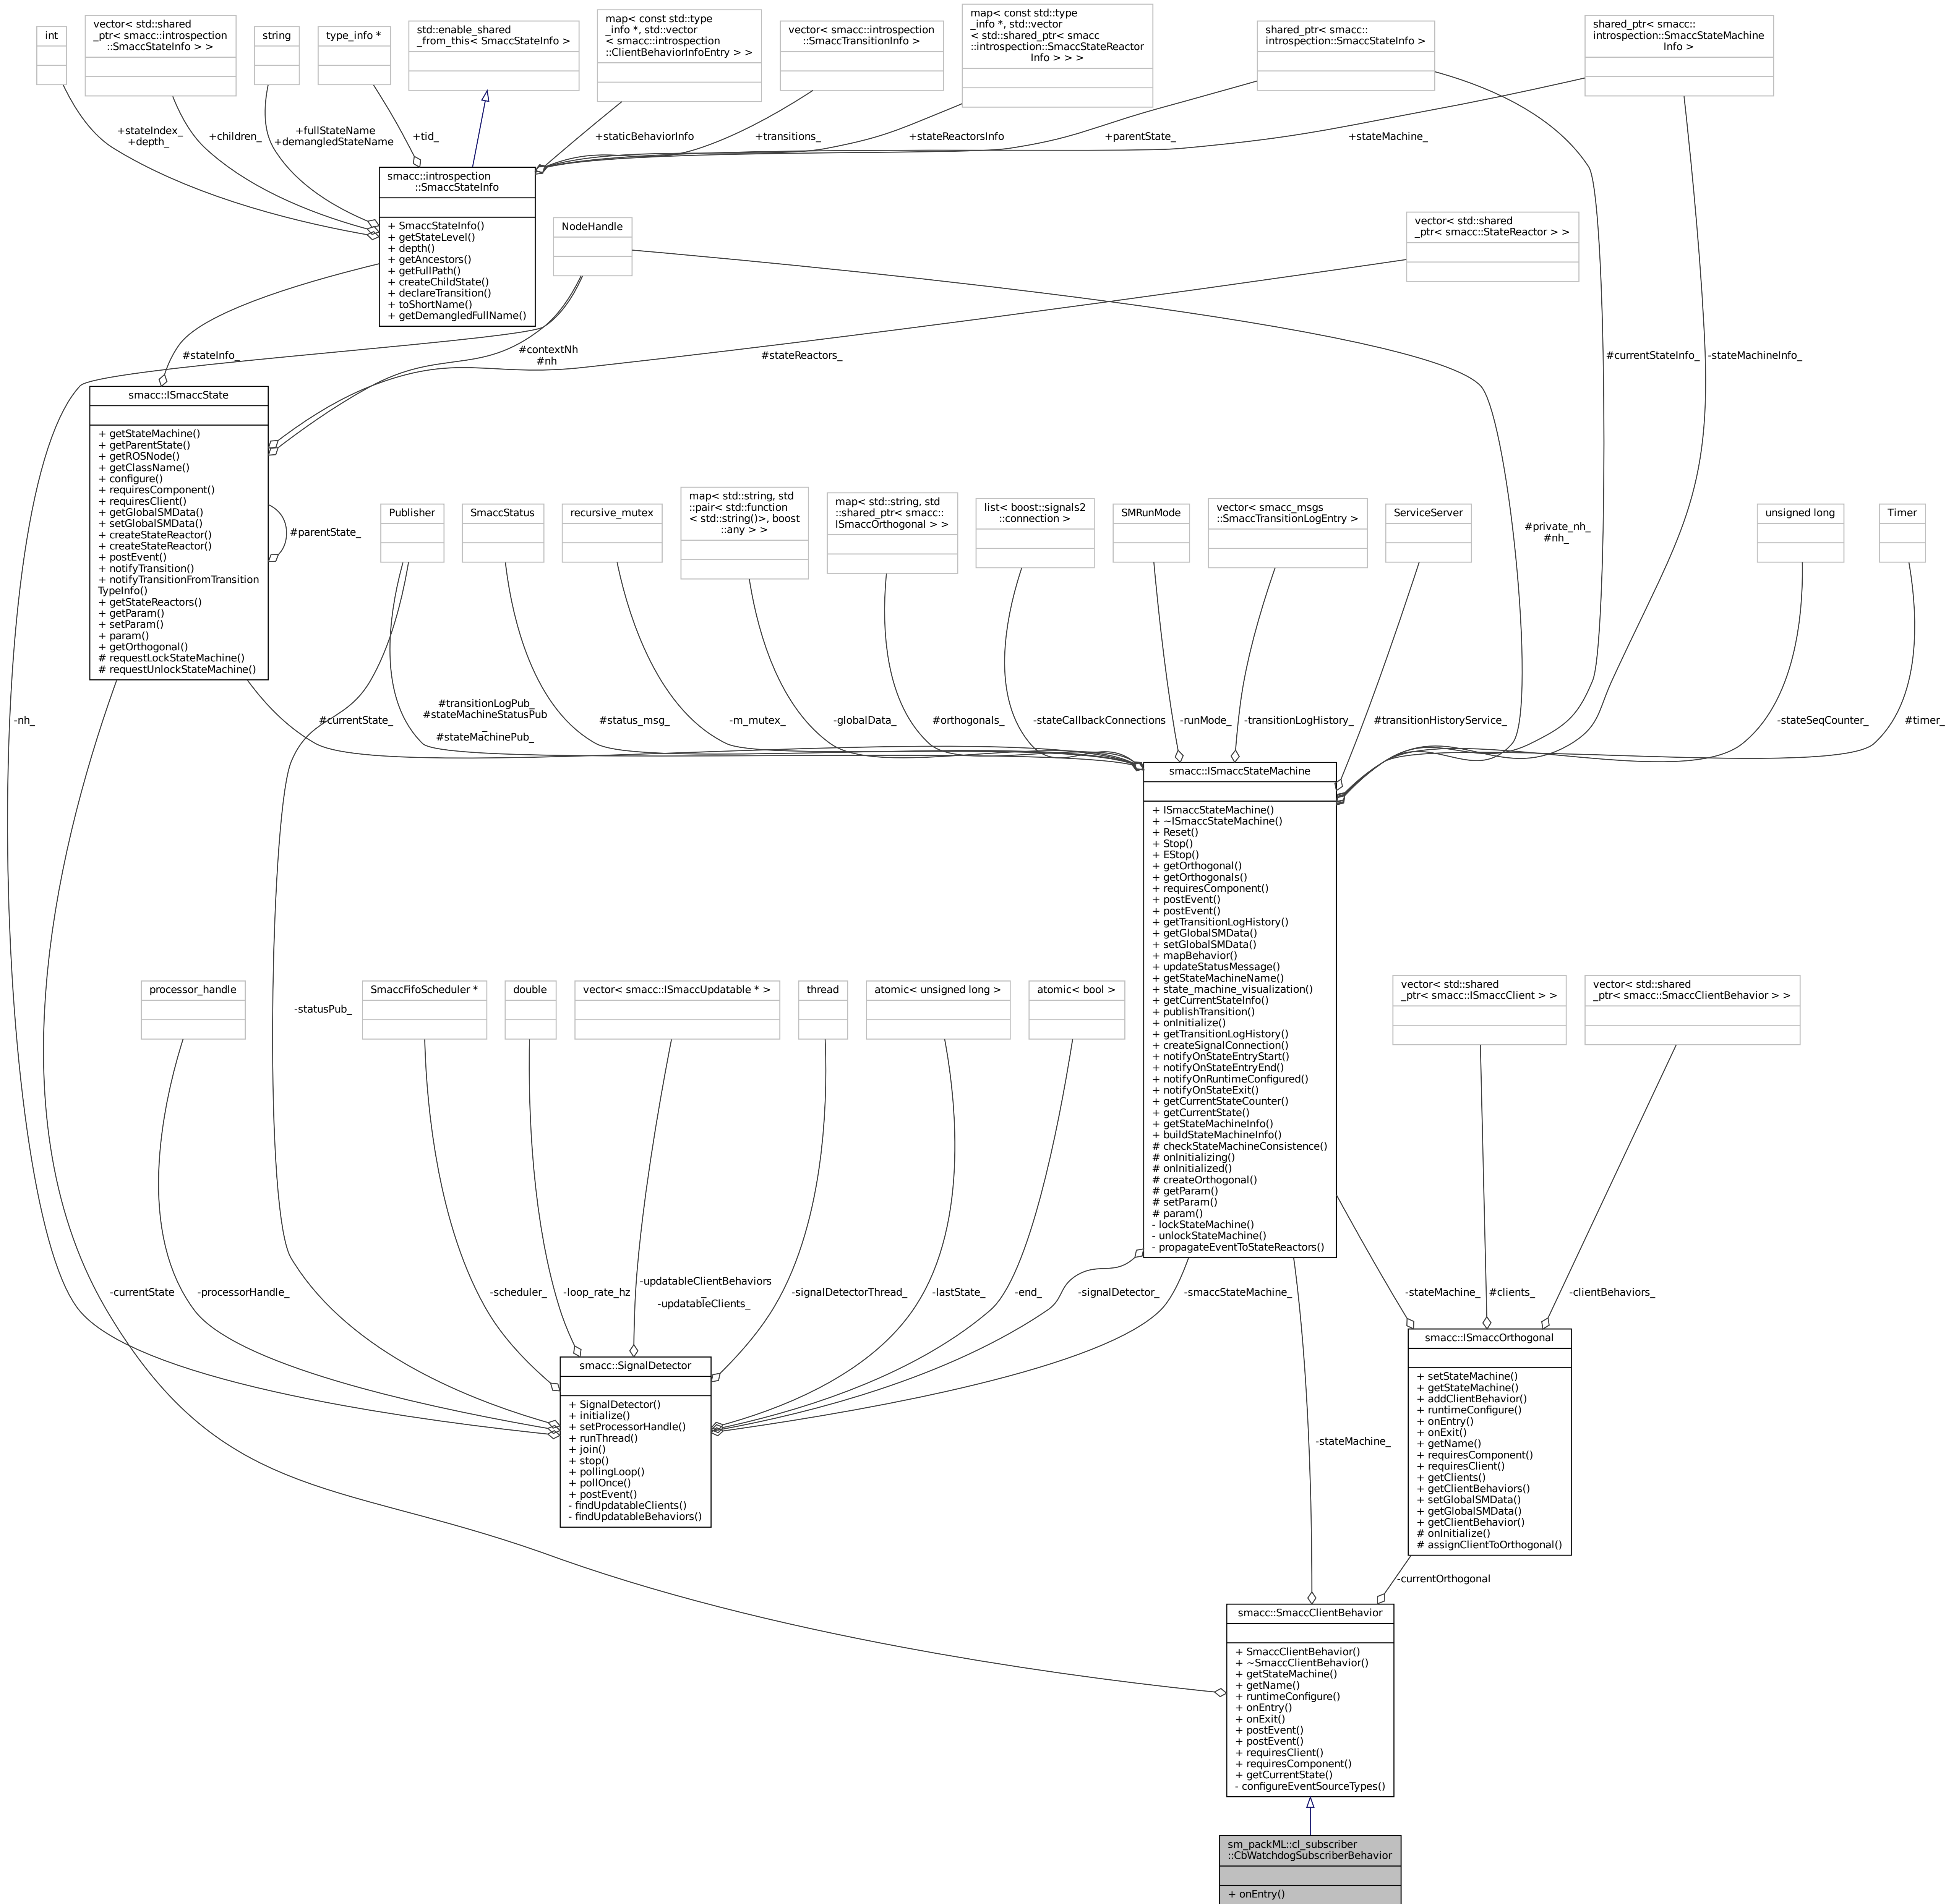 int
vector< std::shared
_ptr< smacc::introspection
::SmaccStateInfo > >
string
type_info *
std::enable_shared
_from_this< SmaccStateInfo >
map< const std::type
_info *, std::vector
< smacc::introspection
::ClientBehaviorInfoEntry > >
vector< smacc::introspection
::SmaccTransitionInfo >
map< const std::type
_info *, std::vector
< std::shared_ptr< smacc
::introspection::SmaccStateReactor
Info > > >
shared_ptr< smacc::
introspection::SmaccStateInfo >
shared_ptr< smacc::
introspection::SmaccStateMachine
Info >
+stateIndex_
+depth_
+children_
+fullStateName
+demangledStateName
+tid_
+staticBehaviorInfo
+transitions_
+stateReactorsInfo
+parentState_
+stateMachine_
smacc::introspection
::SmaccStateInfo
+ SmaccStateInfo()
+ getStateLevel()
+ depth()
+ getAncestors()
+ getFullPath()
+ createChildState()
+ declareTransition()
+ toShortName()
+ getDemangledFullName()
NodeHandle
vector< std::shared
_ptr< smacc::StateReactor > >
#stateInfo_
#contextNh
#nh
#stateReactors_
#currentStateInfo_
-stateMachineInfo_
smacc::ISmaccState
+ getStateMachine()
+ getParentState()
+ getROSNode()
+ getClassName()
+ configure()
+ requiresComponent()
+ requiresClient()
+ getGlobalSMData()
+ setGlobalSMData()
+ createStateReactor()
+ createStateReactor()
+ postEvent()
+ notifyTransition()
+ notifyTransitionFromTransition
TypeInfo()
+ getStateReactors()
+ getParam()
+ setParam()
+ param()
+ getOrthogonal()
# requestLockStateMachine()
# requestUnlockStateMachine()
#parentState_
Publisher
SmaccStatus
recursive_mutex
map< std::string, std
::pair< std::function
< std::string()>, boost
::any > >
map< std::string, std
::shared_ptr< smacc::
ISmaccOrthogonal > >
list< boost::signals2
::connection >
SMRunMode
vector< smacc_msgs
::SmaccTransitionLogEntry >
ServiceServer
#private_nh_
#nh_
unsigned long
Timer
-nh_
#currentState_
#transitionLogPub_
#stateMachineStatusPub
_
#stateMachinePub_
#status_msg_
-m_mutex_
-globalData_
#orthogonals_
-stateCallbackConnections
-runMode_
-transitionLogHistory_
#transitionHistoryService_
-stateSeqCounter_
#timer_
smacc::ISmaccStateMachine
+ ISmaccStateMachine()
+ ~ISmaccStateMachine()
+ Reset()
+ Stop()
+ EStop()
+ getOrthogonal()
+ getOrthogonals()
+ requiresComponent()
+ postEvent()
+ postEvent()
+ getTransitionLogHistory()
+ getGlobalSMData()
+ setGlobalSMData()
+ mapBehavior()
+ updateStatusMessage()
+ getStateMachineName()
+ state_machine_visualization()
+ getCurrentStateInfo()
+ publishTransition()
+ onInitialize()
+ getTransitionLogHistory()
+ createSignalConnection()
+ notifyOnStateEntryStart()
+ notifyOnStateEntryEnd()
+ notifyOnRuntimeConfigured()
+ notifyOnStateExit()
+ getCurrentStateCounter()
+ getCurrentState()
+ getStateMachineInfo()
+ buildStateMachineInfo()
# checkStateMachineConsistence()
# onInitializing()
# onInitialized()
# createOrthogonal()
# getParam()
# setParam()
# param()
- lockStateMachine()
- unlockStateMachine()
- propagateEventToStateReactors()
processor_handle
-statusPub_
SmaccFifoScheduler *
double
vector< smacc::ISmaccUpdatable * >
thread
atomic< unsigned long >
atomic< bool >
vector< std::shared
_ptr< smacc::ISmaccClient > >
vector< std::shared
_ptr< smacc::SmaccClientBehavior > >
-currentState
-processorHandle_
-scheduler_
-loop_rate_hz
-updatableClientBehaviors
_
-updatableClients_
-signalDetectorThread_
-lastState_
-end_
-signalDetector_
-smaccStateMachine_
-stateMachine_
#clients_
-clientBehaviors_
smacc::SignalDetector
+ SignalDetector()
+ initialize()
+ setProcessorHandle()
+ runThread()
+ join()
+ stop()
+ pollingLoop()
+ pollOnce()
+ postEvent()
- findUpdatableClients()
- findUpdatableBehaviors()
-stateMachine_
smacc::ISmaccOrthogonal
+ setStateMachine()
+ getStateMachine()
+ addClientBehavior()
+ runtimeConfigure()
+ onEntry()
+ onExit()
+ getName()
+ requiresComponent()
+ requiresClient()
+ getClients()
+ getClientBehaviors()
+ setGlobalSMData()
+ getGlobalSMData()
+ getClientBehavior()
# onInitialize()
# assignClientToOrthogonal()
-currentOrthogonal
smacc::SmaccClientBehavior
+ SmaccClientBehavior()
+ ~SmaccClientBehavior()
+ getStateMachine()
+ getName()
+ runtimeConfigure()
+ onEntry()
+ onExit()
+ postEvent()
+ postEvent()
+ requiresClient()
+ requiresComponent()
+ getCurrentState()
- configureEventSourceTypes()
sm_packML::cl_subscriber
::CbWatchdogSubscriberBehavior
+ onEntry()